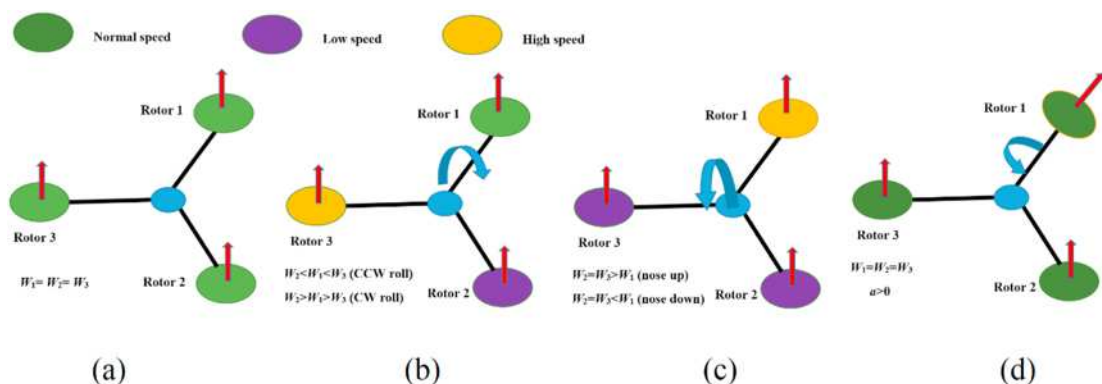 Normal speed
Low speed
High speed
Rotor 1
Rotor 3
Rotor 2
W1= W2= W3
(a)
Rotor 1
Rotor 3
W2<W1<W3 (CCW roll)
W2>W1>W3 (CW roll)
Rotor 2
(b)
Rotor 1
Rotor 3
W2=W3>W1 (nose up)
W2=W3<W1 (nose down)
Rotor 2
(c)
Rotor 1
Rotor 3
W1=W2=W3
a>0
Rotor 2
(d)